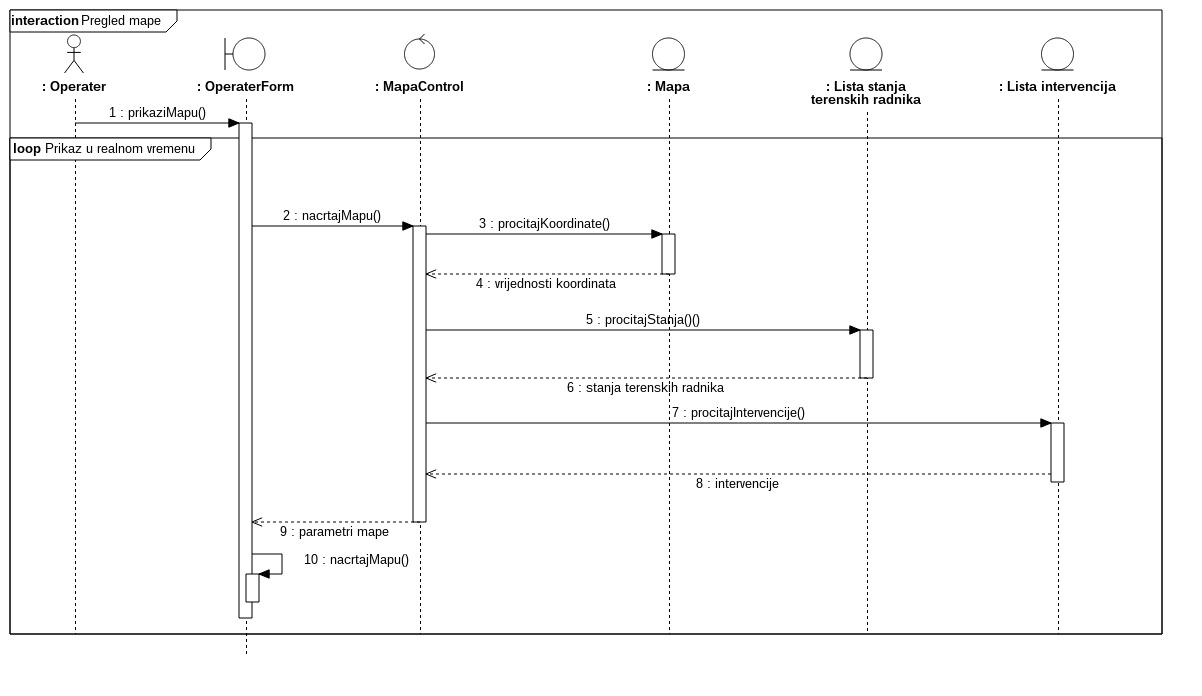 interaction Pregled mape
: Operater
: OperaterForm
: MapaControl
: Mapa
: Lista stanja
terenskih radnika
: Lista intervencija
1 : prikaziMapu()
loop Prikaz u realnom vremenu
2 : nacrtajMapu()
3 : procitajKoordinate()
4 : vrijednosti koordinata
5 : procitajStanja()()
6 : stanja terenskih radnika
7 : procitajIntervencije()
8 : intervencije
9 : parametri mape
10 : nacrtajMapu()